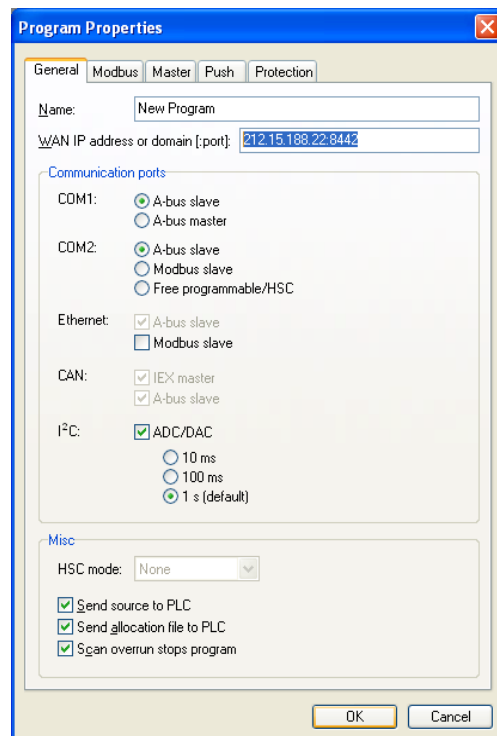 Program Properties
General Modbus Master Push Protection
Name: New Program
WAN IP address or domain [:port]: 212.15.188.22:8442
Communication ports
COM1: A-bus slave
A-bus master
COM2: A-bus slave
Modbus slave
Free programmable/HSC
Ethernet: A-bus slave
Modbus slave
CAN: IEX master
A-bus slave
I²C: ADC/DAC
10 ms
100 ms
1 s (default)
Misc
HSC mode: None
Send source to PLC
Send allocation file to PLC
Scan overrun stops program
OK Cancel